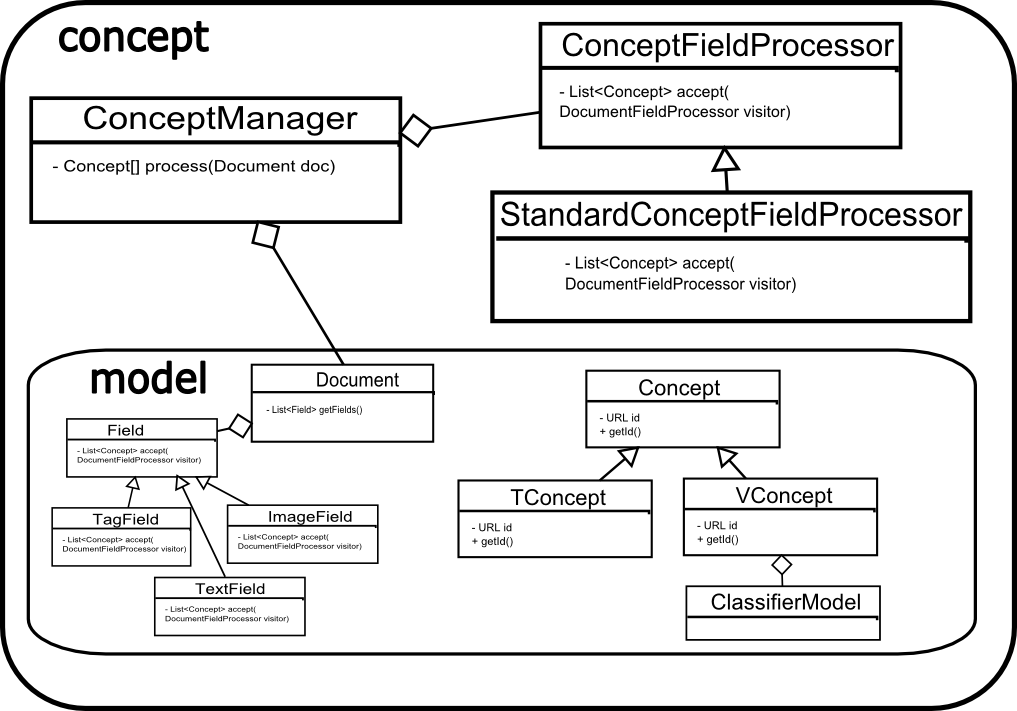 concept
ConceptFieldProcessor
- List<Concept> accept(
DocumentFieldProcessor visitor)
ConceptManager
- Concept[] process(Document doc)
StandardConceptFieldProcessor
- List<Concept> accept(
DocumentFieldProcessor visitor)
model
Document
- List<Field> getFields()
Field
- List<Concept> accept(
DocumentFieldProcessor visitor)
TagField
- List<Concept> accept(
DocumentFieldProcessor visitor)
ImageField
- List<Concept> accept(
DocumentFieldProcessor visitor)
TextField
- List<Concept> accept(
DocumentFieldProcessor visitor)
Concept
- URL id
+ getId()
TConcept
- URL id
+ getId()
VConcept
- URL id
+ getId()
ClassifierModel